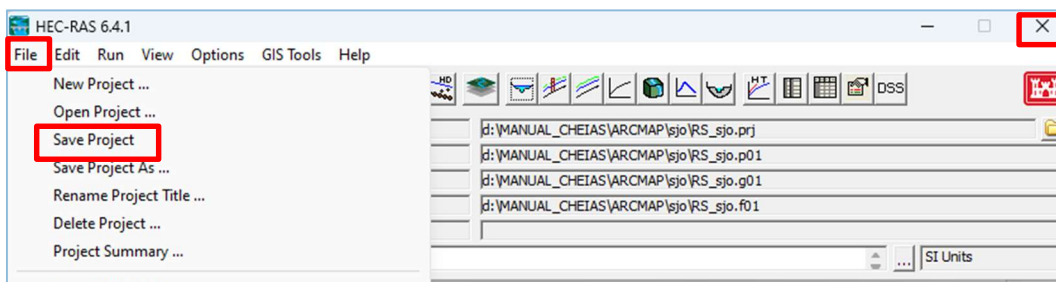 HEC-RAS 6.4.1
File Edit Run View Options GIS Tools Help
New Project ...
Open Project ...
Save Project
Save Project As ...
Rename Project Title ...
Delete Project ...
Project Summary ...
HD
HT
DSS
d:\MANUAL_CHEIAS\ARCMAP\sjo\RS_sjo.prj
d:\MANUAL_CHEIAS\ARCMAP\sjo\RS_sjo.p01
d:\MANUAL_CHEIAS\ARCMAP\sjo\RS_sjo.g01
d:\MANUAL_CHEIAS\ARCMAP\sjo\RS_sjo.f01
... SI Units